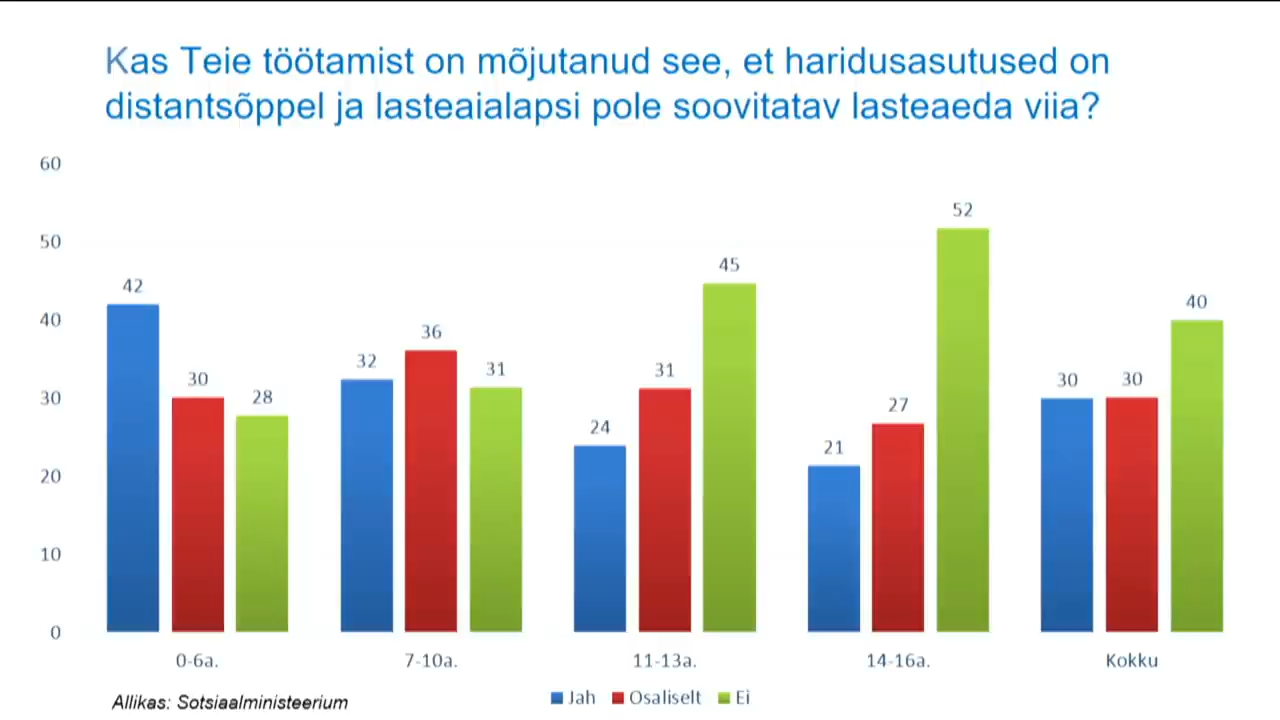 Kas Teie töötamist on mõjutanud see, et haridusasutused on
distantsõppel ja lasteaialapsi pole soovitatav lasteaeda viia?
60
50
40
30
20
10
0
42
30
28
32
36
31
24
31
45
21
27
52
30
30
40
0-6a.
7-10a.
11-13a.
14-16a.
Kokku
Jah
Osaliselt
Ei
Allikas: Sotsiaalministeerium